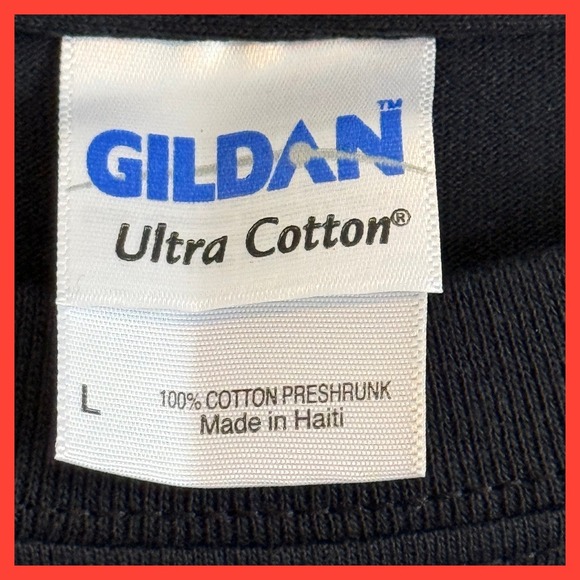 GILDAN™
Ultra Cotton®
L
100% COTTON PRESHRUNK
Made in Haiti